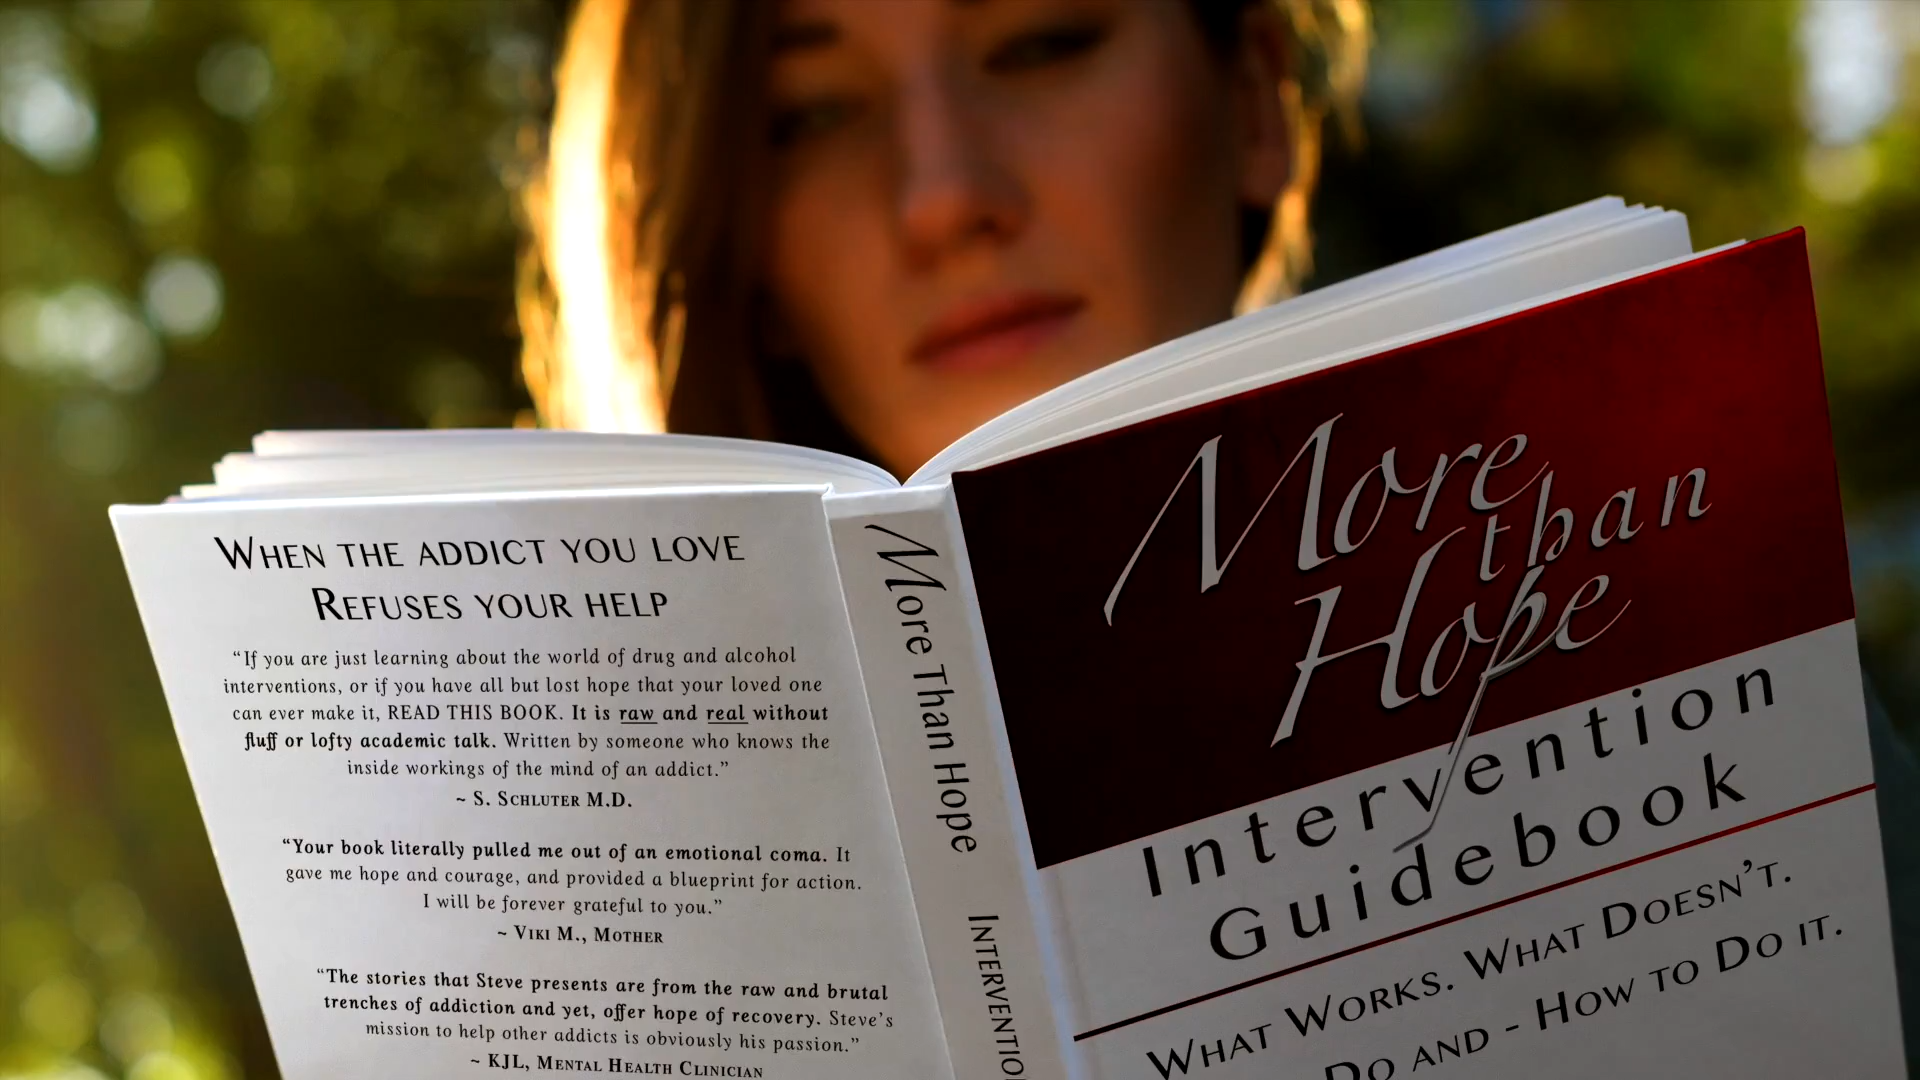 WHEN THE ADDICT YOU LOVE
REFUSES YOUR HELP
“If you are just learning about the world of drug and alcohol
interventions, or if you have all but lost hope that your loved one
can ever make it, READ THIS BOOK. It is raw and real without
fluff or lofty academic talk. Written by someone who knows the
inside workings of the mind of an addict.”
~ S. SCHLUTER M.D.
“Your book literally pulled me out of an emotional coma. It
gave me hope and courage, and provided a blueprint for action.
I will be forever grateful to you.”
~ VIKI M., MOTHER
“The stories that Steve presents are from the raw and brutal
trenches of addiction and yet, offer hope of recovery. Steve’s
mission to help other addicts is obviously his passion.”
~ KJL, MENTAL HEALTH CLINICIAN
More Than Hope
More
than
Hope
Intervention
Guidebook
WHAT WORKS. WHAT DOESN’T.
DO AND - HOW TO DO IT.